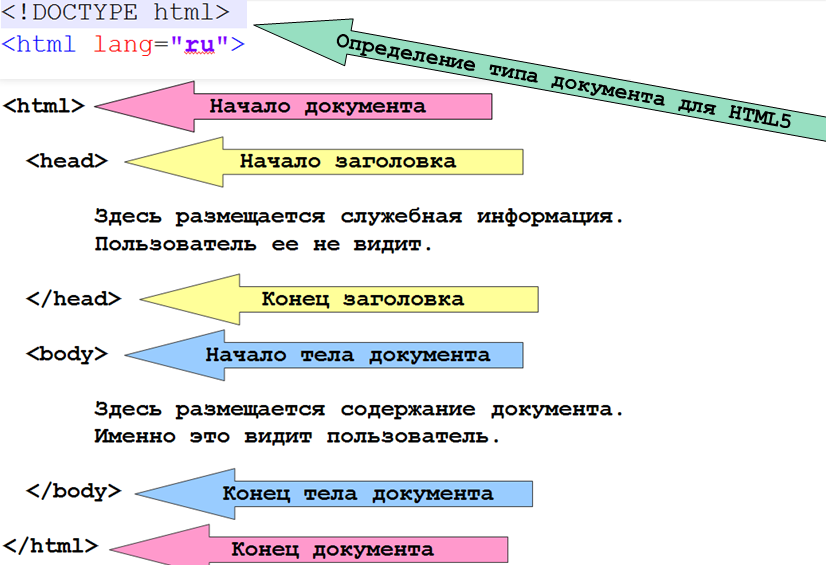 <!DOCTYPE html>
<html lang="ru">
Определение типа документа для HTML5
<html> Начало документа
<head> Начало заголовка
Здесь размещается служебная информация.
Пользователь ее не видит.
</head> Конец заголовка
<body> Начало тела документа
Здесь размещается содержание документа.
Именно это видит пользователь.
</body> Конец тела документа
</html> Конец документа